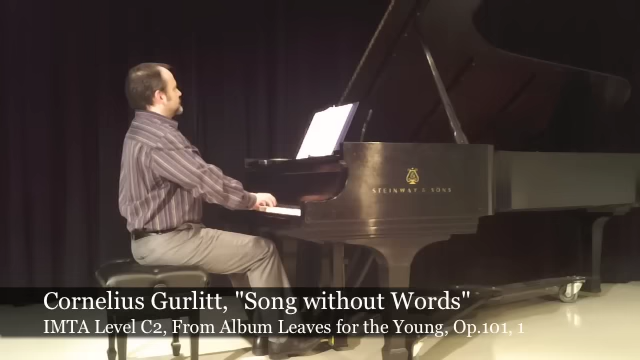 STEINWAY & SONS
Cornelius Gurlitt, "Song without Words"
IMTA Level C2, From Album Leaves for the Young, Op.101, 1